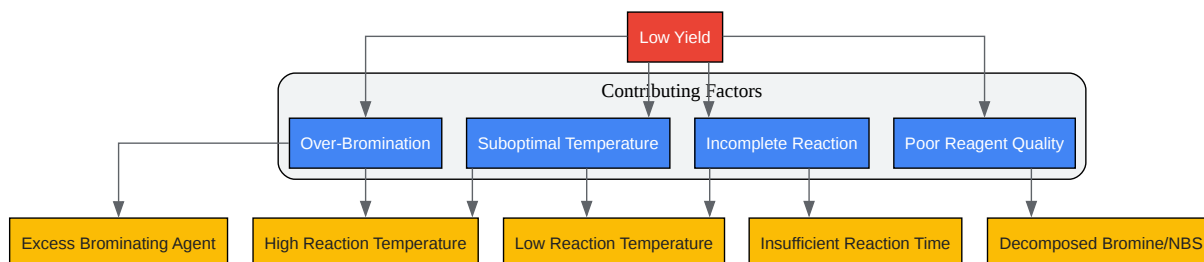 Low Yield
Contributing Factors
Over-Bromination
Suboptimal Temperature
Incomplete Reaction
Poor Reagent Quality
Excess Brominating Agent
High Reaction Temperature
Low Reaction Temperature
Insufficient Reaction Time
Decomposed Bromine/NBS